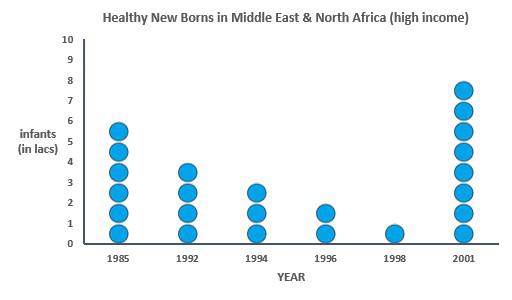 Healthy New Borns in Middle East & North Africa (high income)
10
9
8
7
6
5
4
3
2
1
0
infants
(in lacs)
1985 1992 1994 1996 1998 2001
YEAR